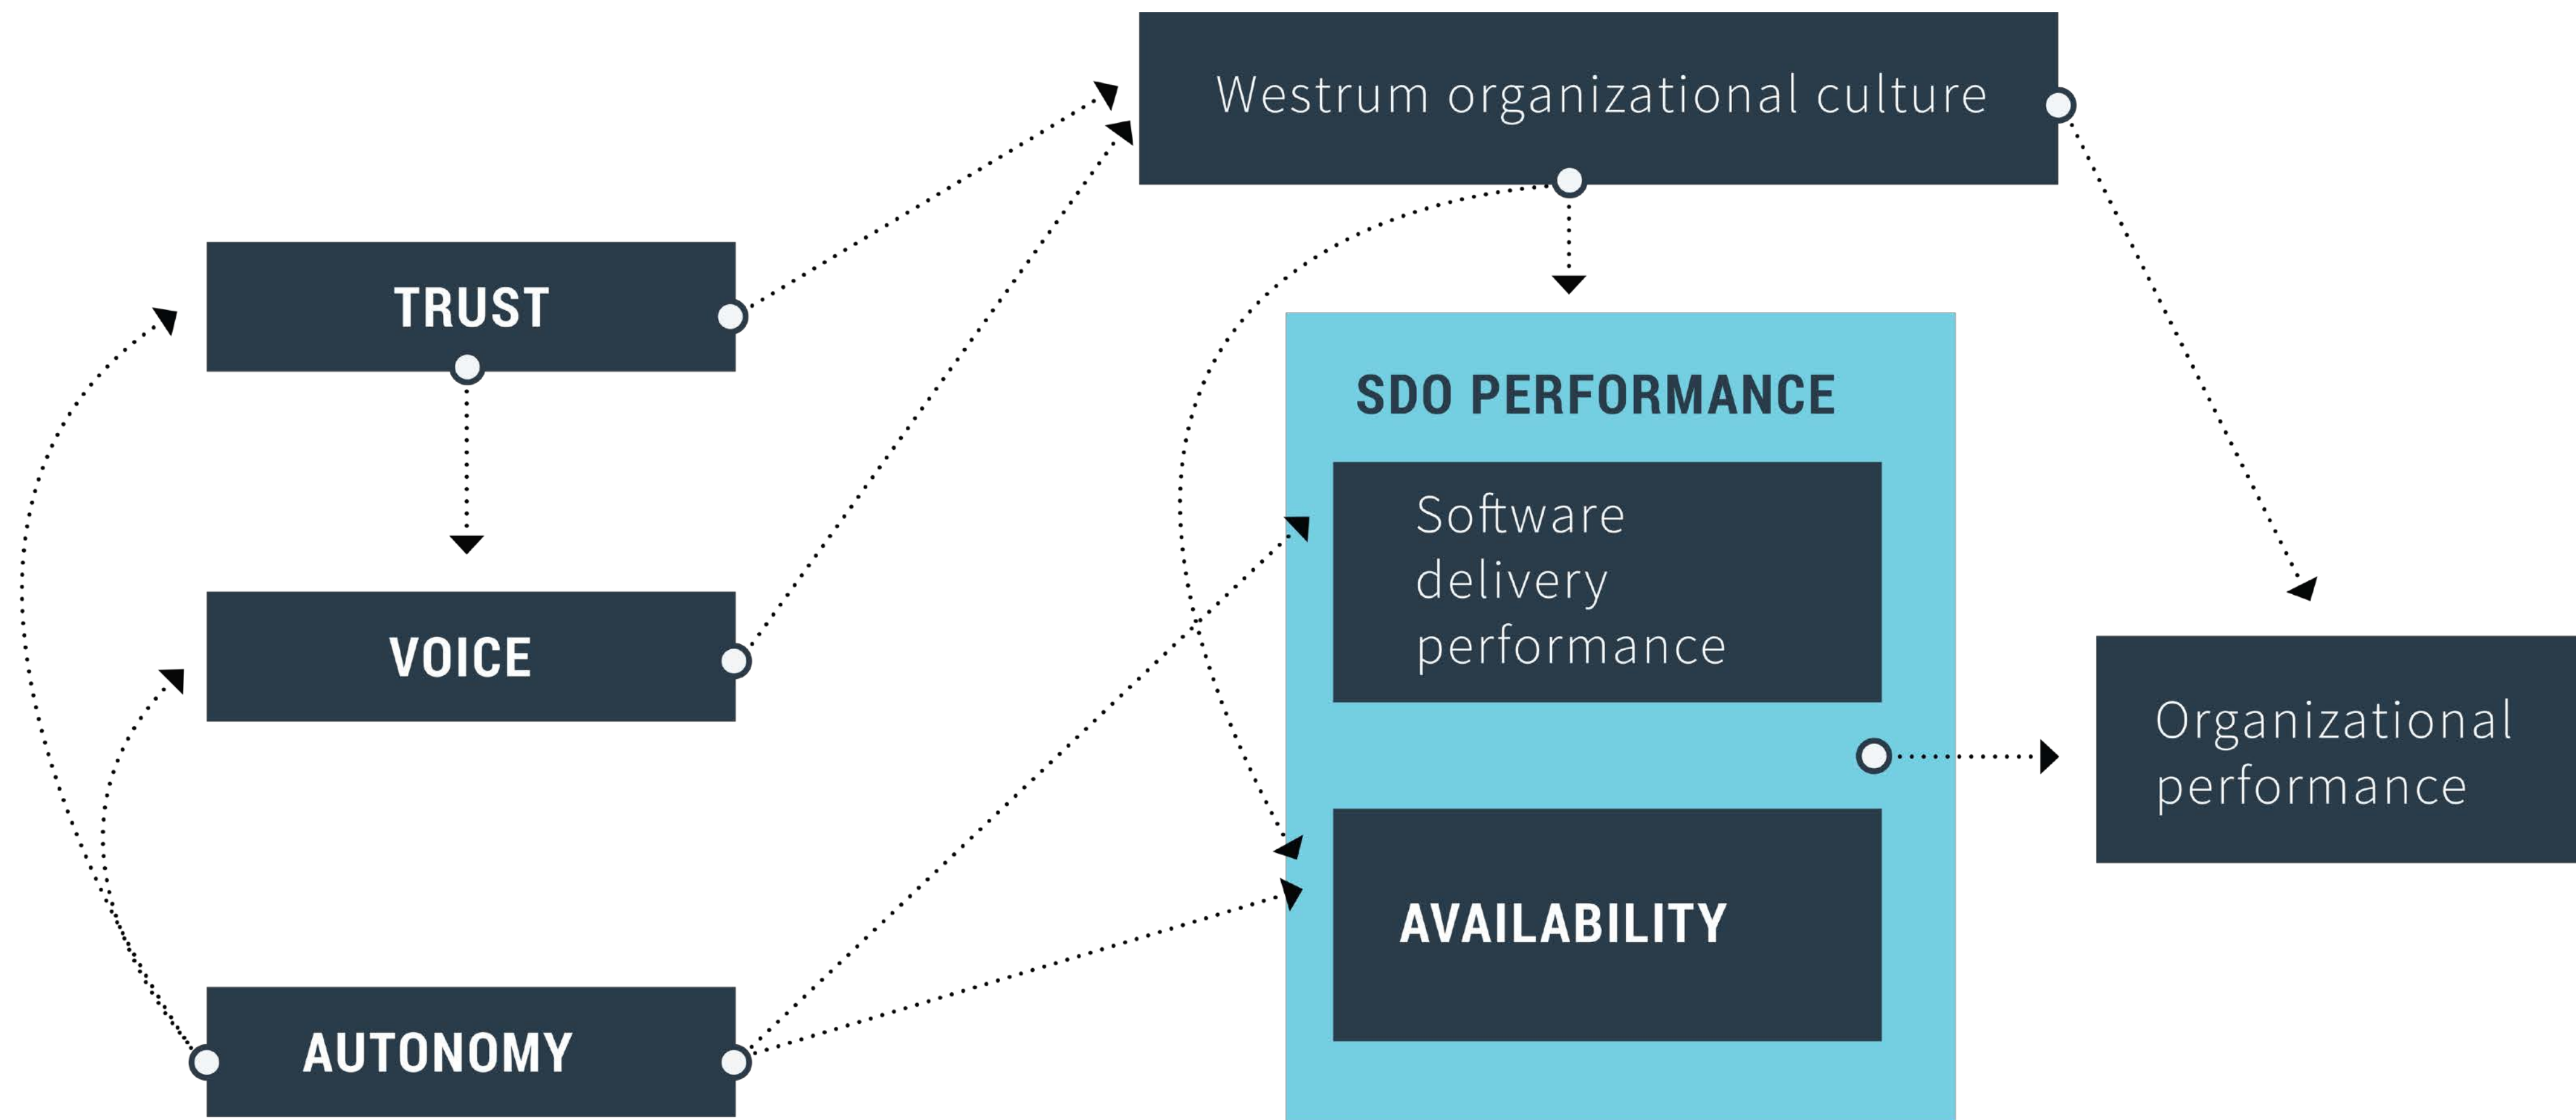 Westrum organizational culture
TRUST
SDO PERFORMANCE
Software
delivery
performance
VOICE
Organizational
performance
AVAILABILITY
AUTONOMY